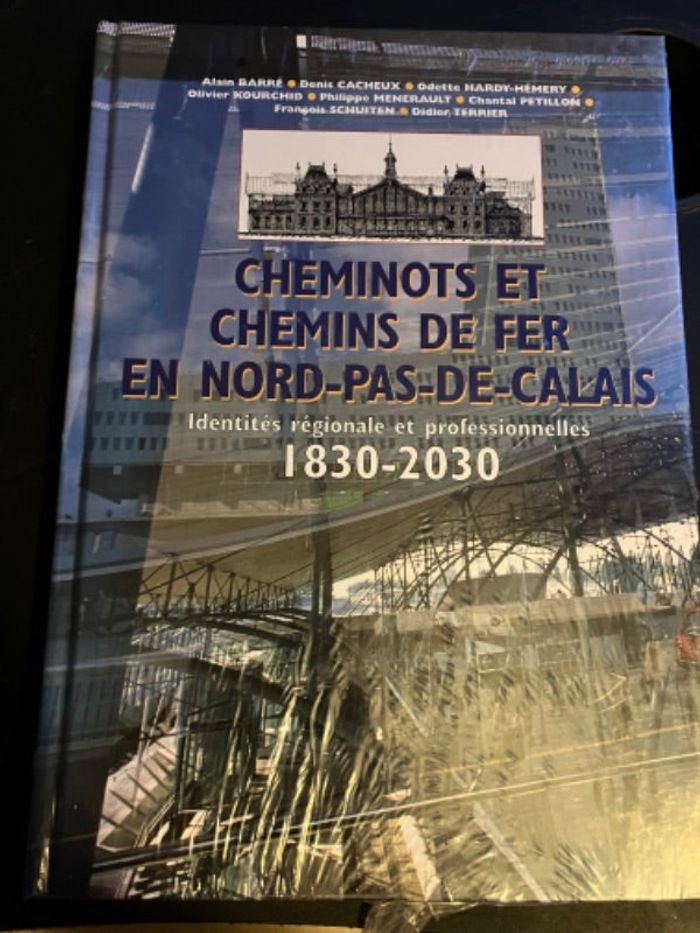 Alain BARRÉ • Denis CACHEUX • Odette HARDY-HÉMERY •
Olivier KOURCHID • Philippe MENERAULT • Chantal PETILLON •
François SCHUITEN • Didier TERRIER
CHEMINOTS ET
CHEMINS DE FER
EN NORD-PAS-DE-CALAIS
Identités régionale et professionnelles
1830-2030